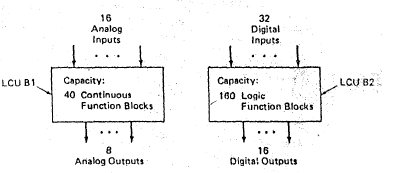 16
Analog
Inputs
. . .
LCU B1
Capacity:
40 Continuous
Function Blocks
• • •
8
Analog Outputs
32
Digital
Inputs
. . .
Capacity:
160 Logic
Function Blocks
LCU B2
• • •
16
Digital Outputs